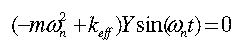 (-mω_n^2 + k_eff)Y sin(ω_n t) = 0